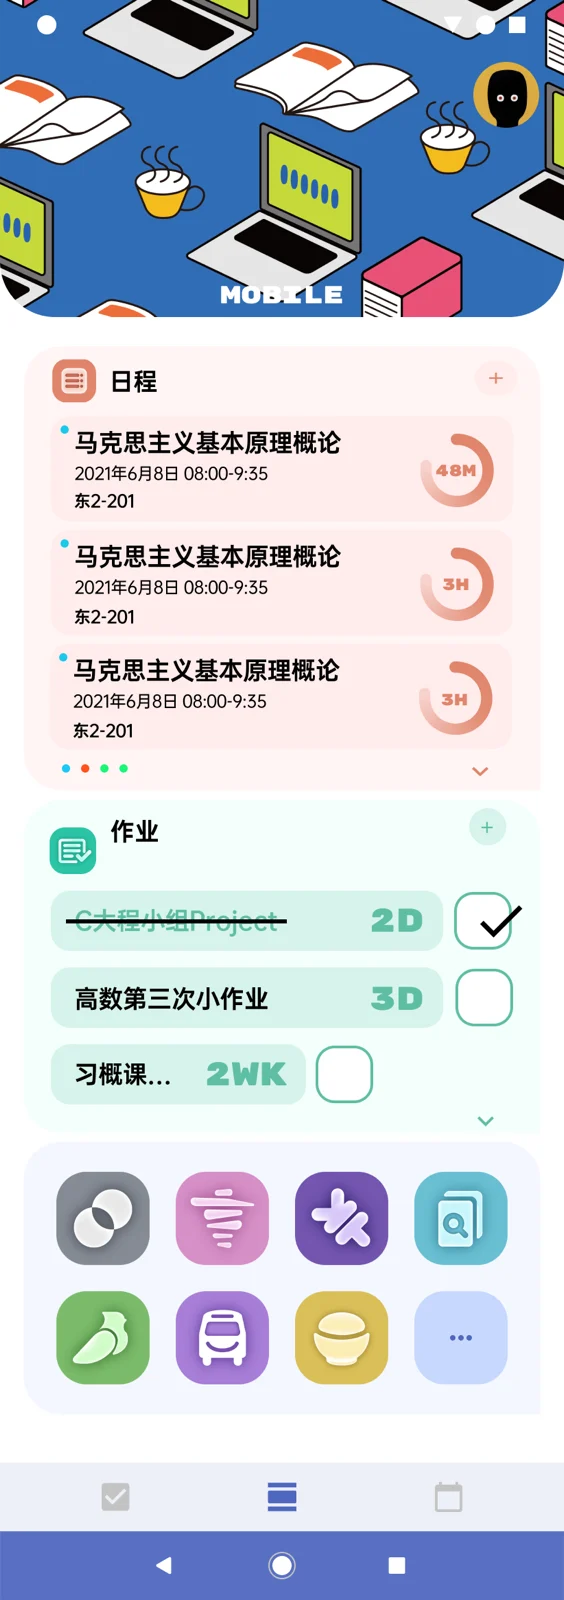 MOBILE
日程
马克思主义基本原理概论
2021年6月8日 08:00-9:35
东2-201
48M
马克思主义基本原理概论
2021年6月8日 08:00-9:35
东2-201
3H
马克思主义基本原理概论
2021年6月8日 08:00-9:35
东2-201
3H
作业
C大程小组Project
2D
高数第三次小作业
3D
习概课...
2WK